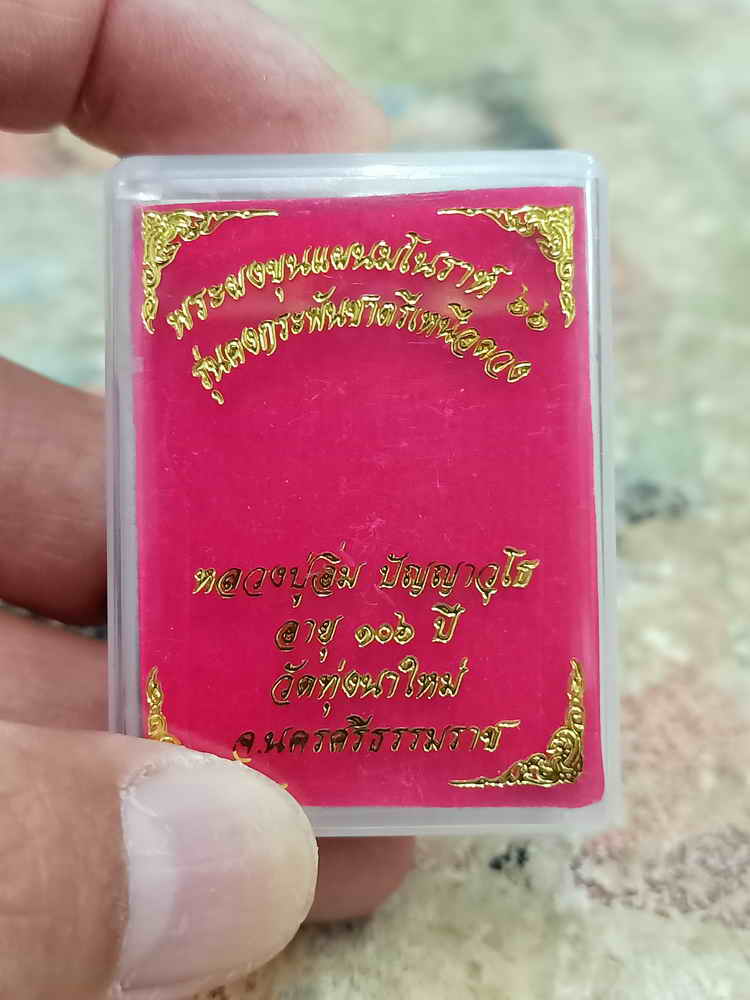 พระผงขุนแผนมโนราห์ ๖๖
รุ่นคงกระพันชาตรีเหนือดวง
หลวงปู่ลิ่ม ปัญญาวุโธ
อายุ ๑๐๖ ปี
วัดทุ่งนาใหม่
จ.นครศรีธรรมราช